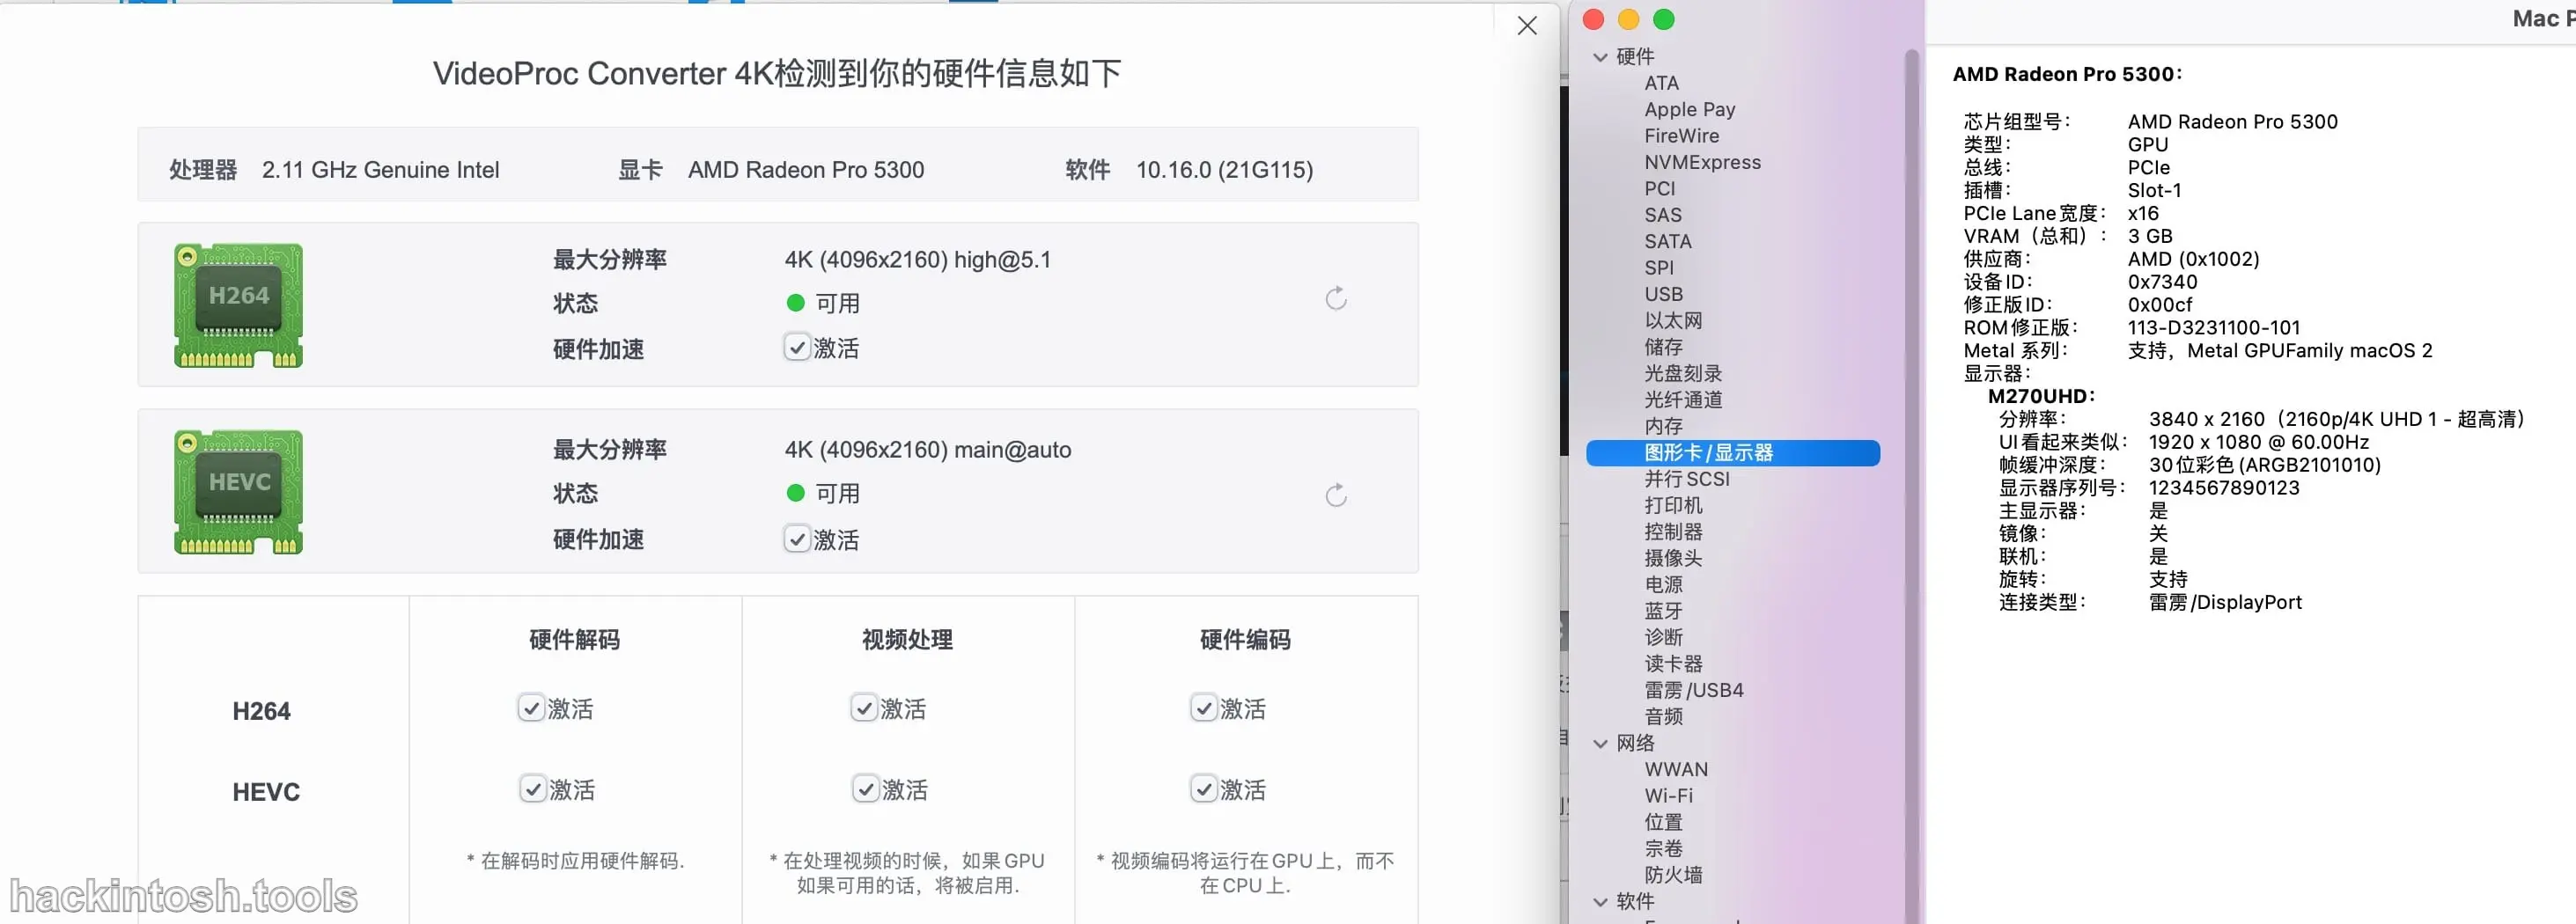 VideoProc Converter 4K检测到你的硬件信息如下
处理器 2.11 GHz Genuine Intel 显卡 AMD Radeon Pro 5300 软件 10.16.0 (21G115)
H264
最大分辨率 4K (4096x2160) high@5.1
状态 可用
硬件加速 激活
HEVC
最大分辨率 4K (4096x2160) main@auto
状态 可用
硬件加速 激活
硬件解码 视频处理 硬件编码
H264 激活 激活 激活
HEVC 激活 激活 激活
* 在解码时应用硬件解码.
* 在处理视频的时候，如果GPU
如果可用的话，将被启用.
* 视频编码将运行在GPU上，而不
在CPU上.
hackintosh.tools
硬件
ATA
Apple Pay
FireWire
NVMExpress
PCI
SAS
SATA
SPI
USB
以太网
储存
光盘刻录
光纤通道
内存
图形卡/显示器
并行SCSI
打印机
控制器
摄像头
电源
蓝牙
诊断
读卡器
雷雳/USB4
音频
网络
WWAN
Wi-Fi
位置
宗卷
防火墙
软件
Mac
AMD Radeon Pro 5300：
芯片组型号： AMD Radeon Pro 5300
类型： GPU
总线： PCIe
插槽： Slot-1
PCIe Lane宽度： x16
VRAM（总和）： 3 GB
供应商： AMD (0x1002)
设备ID： 0x7340
修正版ID： 0x00cf
ROM修正版： 113-D3231100-101
Metal 系列： 支持，Metal GPUFamily macOS 2
显示器：
M270UHD：
分辨率： 3840 x 2160（2160p/4K UHD 1 - 超高清）
UI看起来类似： 1920 x 1080 @ 60.00Hz
帧缓冲深度： 30位彩色 (ARGB2101010)
显示器序列号： 1234567890123
主显示器： 是
镜像： 关
联机： 是
旋转： 支持
连接类型： 雷雳/DisplayPort